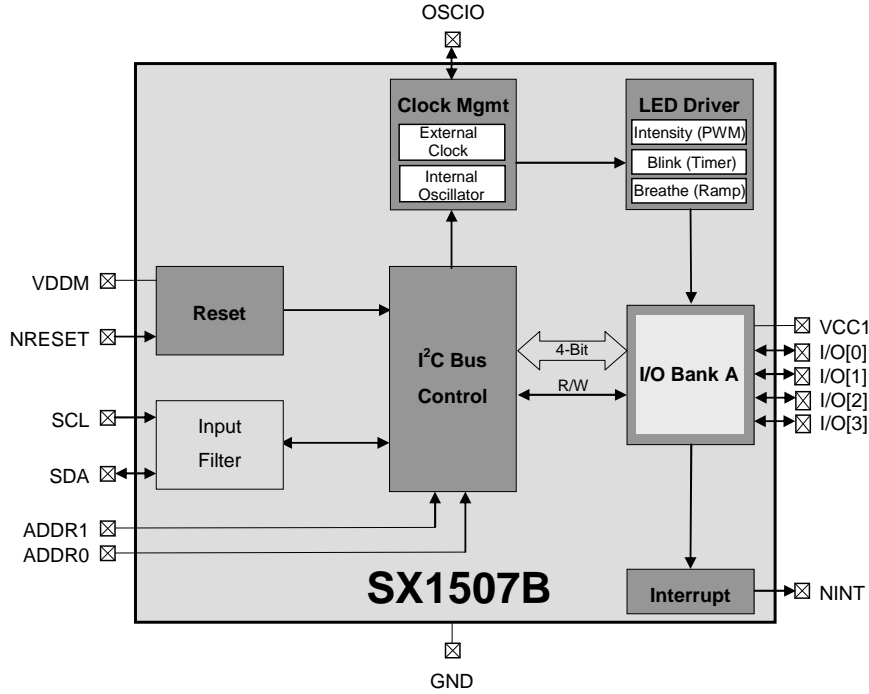 OSCIO
Clock Mgmt
External
Clock
Internal
Oscillator
LED Driver
Intensity (PWM)
Blink (Timer)
Breathe (Ramp)
VDDM
NRESET
Reset
SCL
SDA
Input
Filter
ADDR1
ADDR0
I²C Bus
Control
4-Bit
R/W
I/O Bank A
VCC1
I/O[0]
I/O[1]
I/O[2]
I/O[3]
SX1507B
Interrupt
NINT
GND